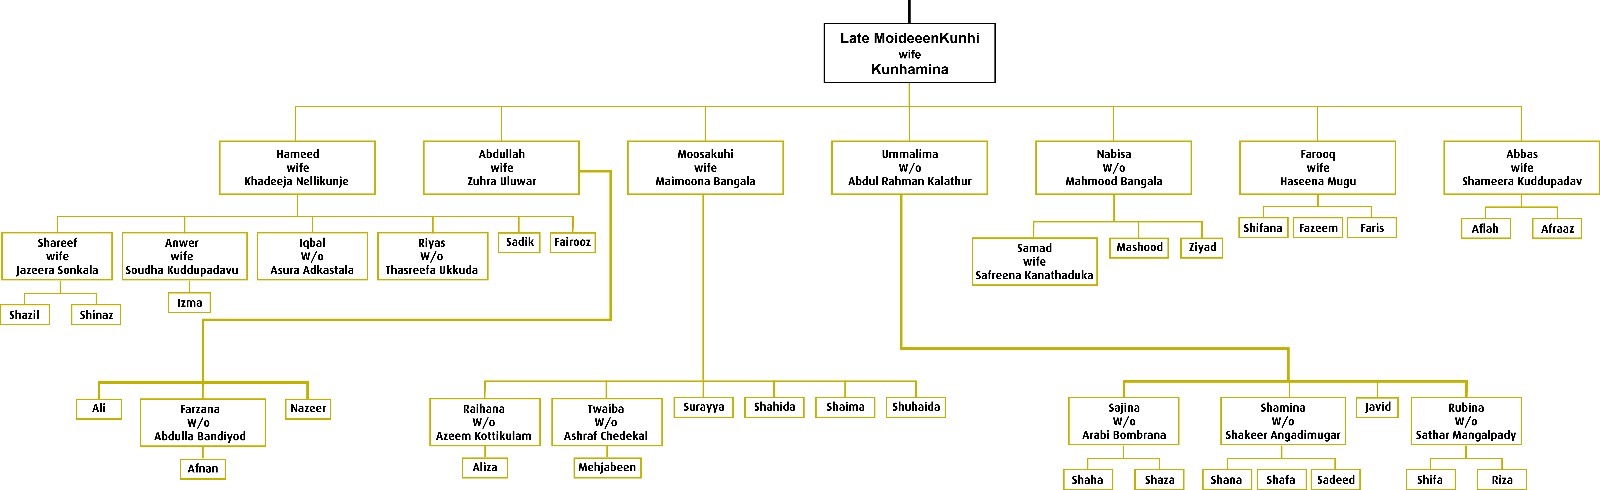 Late MoideeenKunhi
wife
Kunhamina
Hameed
wife
Khadeeja Nellikunje
Abdullah
wife
Zuhra Uluwar
Moosakuhi
wife
Maimoona Bangala
Ummalima
W/o
Abdul Rahman Kalathur
Nabisa
W/o
Mahmood Bangala
Farooq
wife
Haseena Mugu
Abbas
wife
Shameera Kuddupadav
Shareef
wife
Jazeera Sonkala
Anwer
wife
Soudha Kuddupadavu
Iqbal
W/o
Asura Adkastala
Riyas
W/o
Thasreefa Ukkuda
Sadik
Fairooz
Samad
wife
Safreena Kanathaduka
Mashood
Ziyad
Shifana
Fazeem
Faris
Aflah
Afraaz
Shazil
Shinaz
Izma
Ali
Farzana
W/o
Abdulla Bandiyod
Nazeer
Afnan
Raihana
W/o
Azeem Kottikulam
Twaiba
W/o
Ashraf Chedekal
Surayya
Shahida
Shaima
Shuhaida
Aliza
Mehjabeen
Sajina
W/o
Arabi Bombrana
Shamina
W/o
Shakeer Angadimugar
Javid
Rubina
W/o
Sathar Mangalpady
Shaha
Shaza
Shana
Shafa
Sadeed
Shifa
Riza